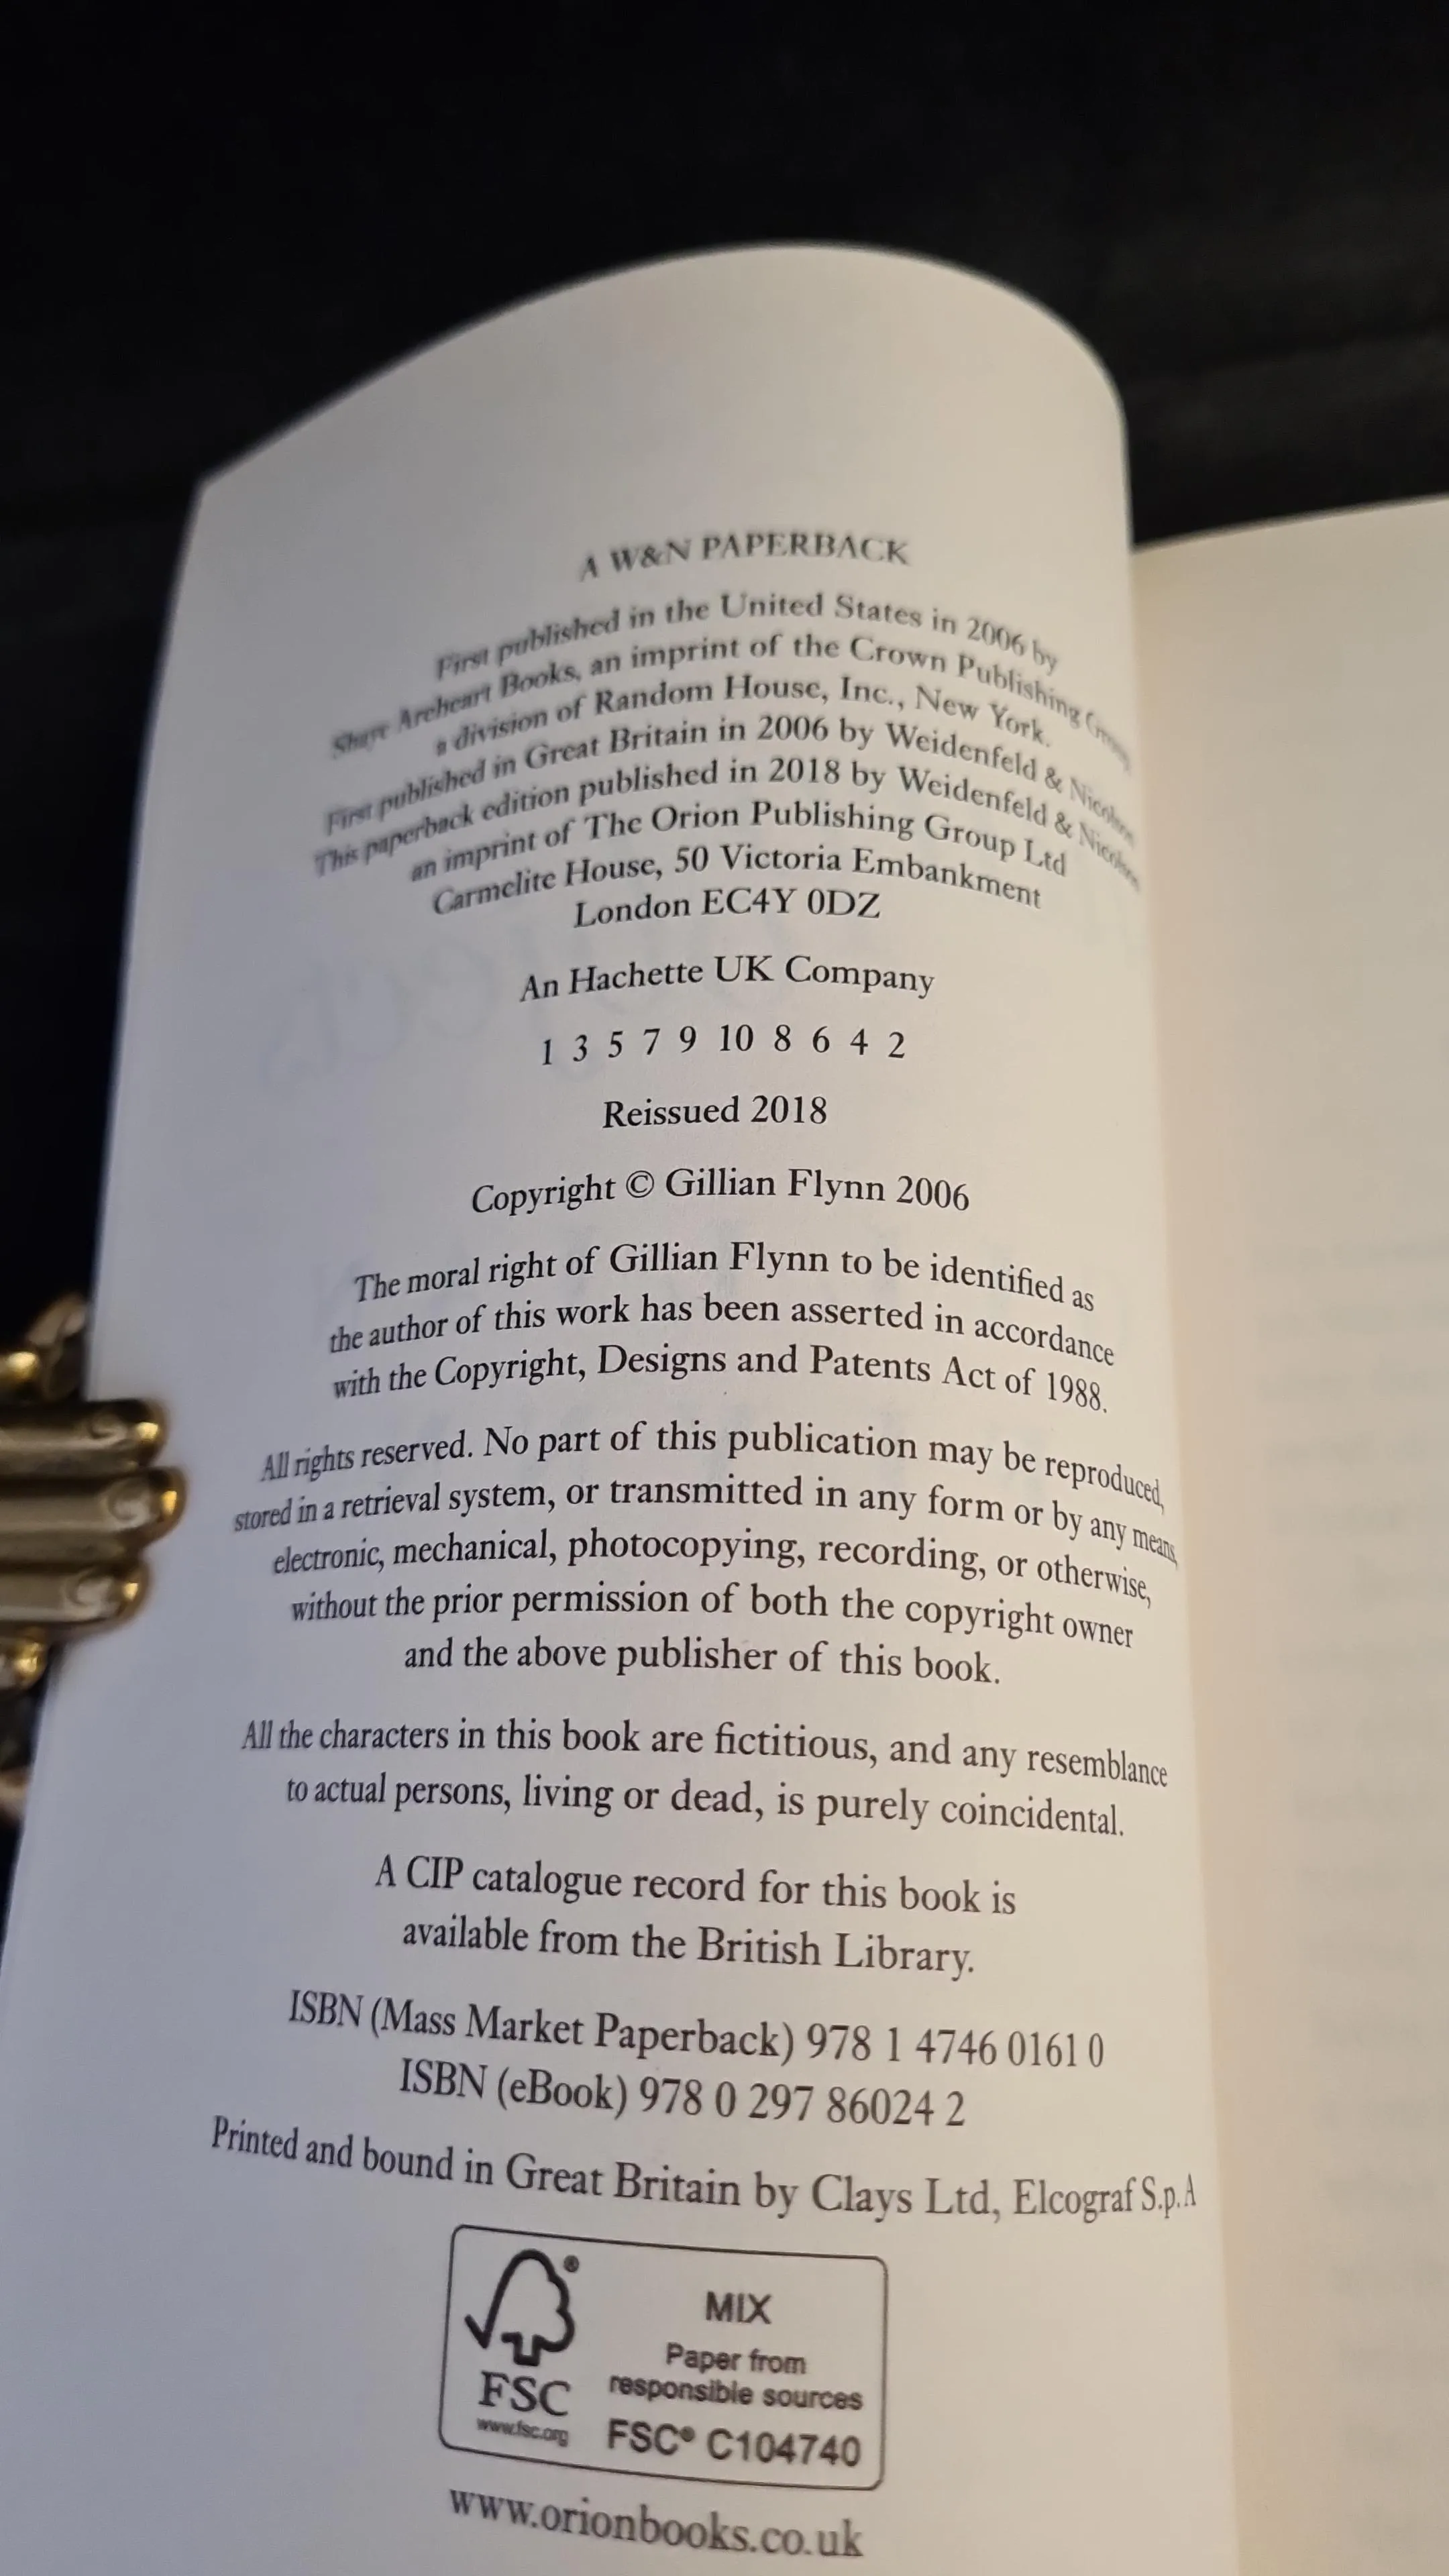 A W&N PAPERBACK
First published in the United States in 2006 by
Shaye Areheart Books, an imprint of the Crown Publishing Group
a division of Random House, Inc., New York.
First published in Great Britain in 2006 by Weidenfeld & Nicolson
This paperback edition published in 2018 by Weidenfeld & Nicolson
an imprint of The Orion Publishing Group Ltd
Carmelite House, 50 Victoria Embankment
London EC4Y 0DZ
An Hachette UK Company
1 3 5 7 9 10 8 6 4 2
Reissued 2018
Copyright © Gillian Flynn 2006
The moral right of Gillian Flynn to be identified as
the author of this work has been asserted in accordance
with the Copyright, Designs and Patents Act of 1988.
All rights reserved. No part of this publication may be reproduced,
stored in a retrieval system, or transmitted in any form or by any means,
electronic, mechanical, photocopying, recording, or otherwise,
without the prior permission of both the copyright owner
and the above publisher of this book.
All the characters in this book are fictitious, and any resemblance
to actual persons, living or dead, is purely coincidental.
A CIP catalogue record for this book is
available from the British Library.
ISBN (Mass Market Paperback) 978 1 4746 0161 0
ISBN (eBook) 978 0 297 86024 2
Printed and bound in Great Britain by Clays Ltd, Elcograf S.p.A
®
FSC
www.fsc.org
MIX
Paper from
responsible sources
FSC® C104740
www.orionbooks.co.uk